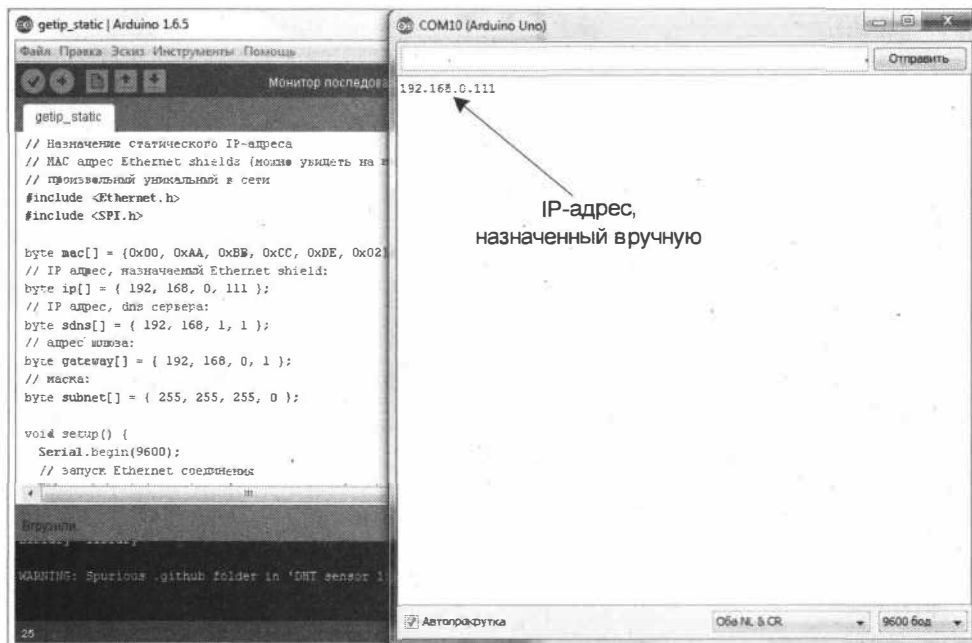 getip_static | Arduino 1.6.5
Файл Правка Эскиз Инструменты Помощь
Монитор последова
getip_static
// Назначение статического IP-адреса
// MAC адрес Ethernet shields (можно увидеть на
// произвольный уникальный в сети
#include <Ethernet.h>
#include <SPI.h>
byte mac[] = {0x00, 0xAA, 0xBB, 0xCC, 0xDE, 0x02}
// IP адрес, назначаемый Ethernet shield:
byte ip[] = { 192, 168, 0, 111 };
// IP адрес, dns сервера:
byte sdns[] = { 192, 168, 1, 1 };
// адрес шлюза:
byte gateway[] = { 192, 168, 0, 1 };
// маска:
byte subnet[] = { 255, 255, 255, 0 };
void setup() {
Serial.begin(9600);
// запуск Ethernet соединения
WARNING: Spurious .github folder in 'DHT sensor
25
COM10 (Arduino Uno)
Отправить
192.168.0.111
IP-адрес,
назначенный вручную
Автопрокрутка
Оба NL & CR
9600 бод